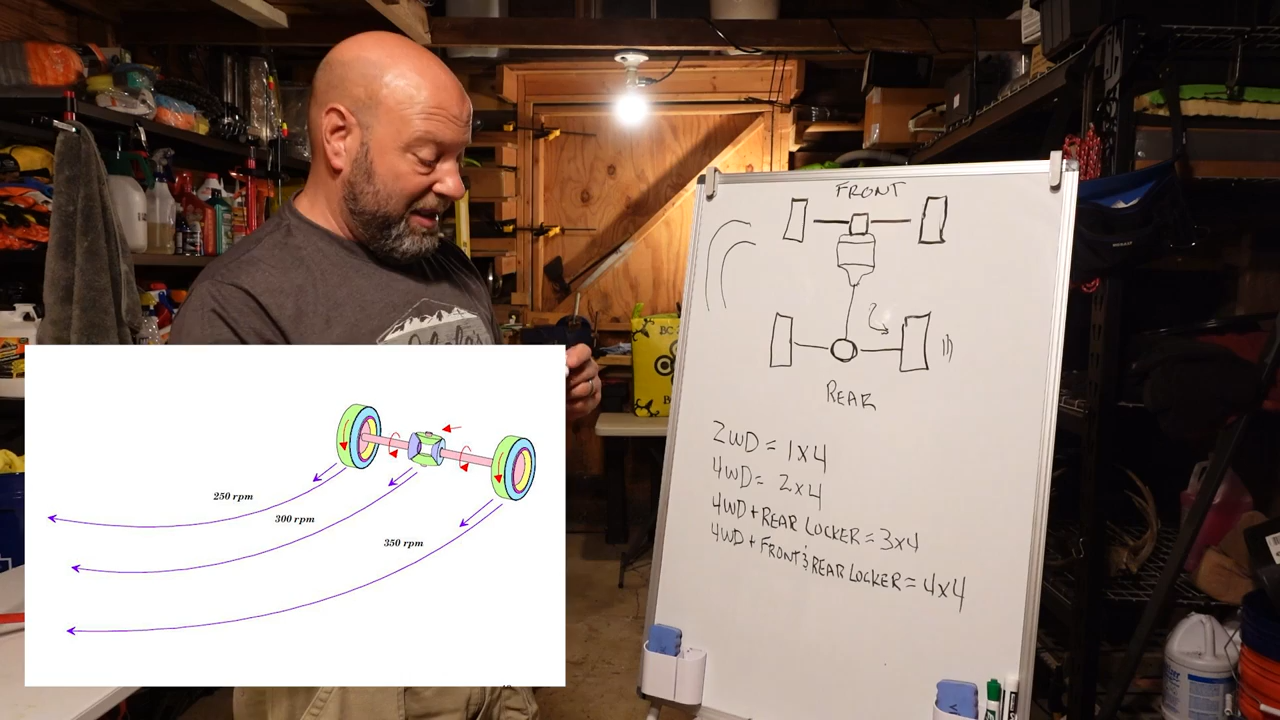 FRONT
REAR
2WD = 1x4
4WD = 2x4
4WD + REAR LOCKER = 3x4
4WD + FRONT & REAR LOCKER = 4x4
250 rpm
300 rpm
350 rpm